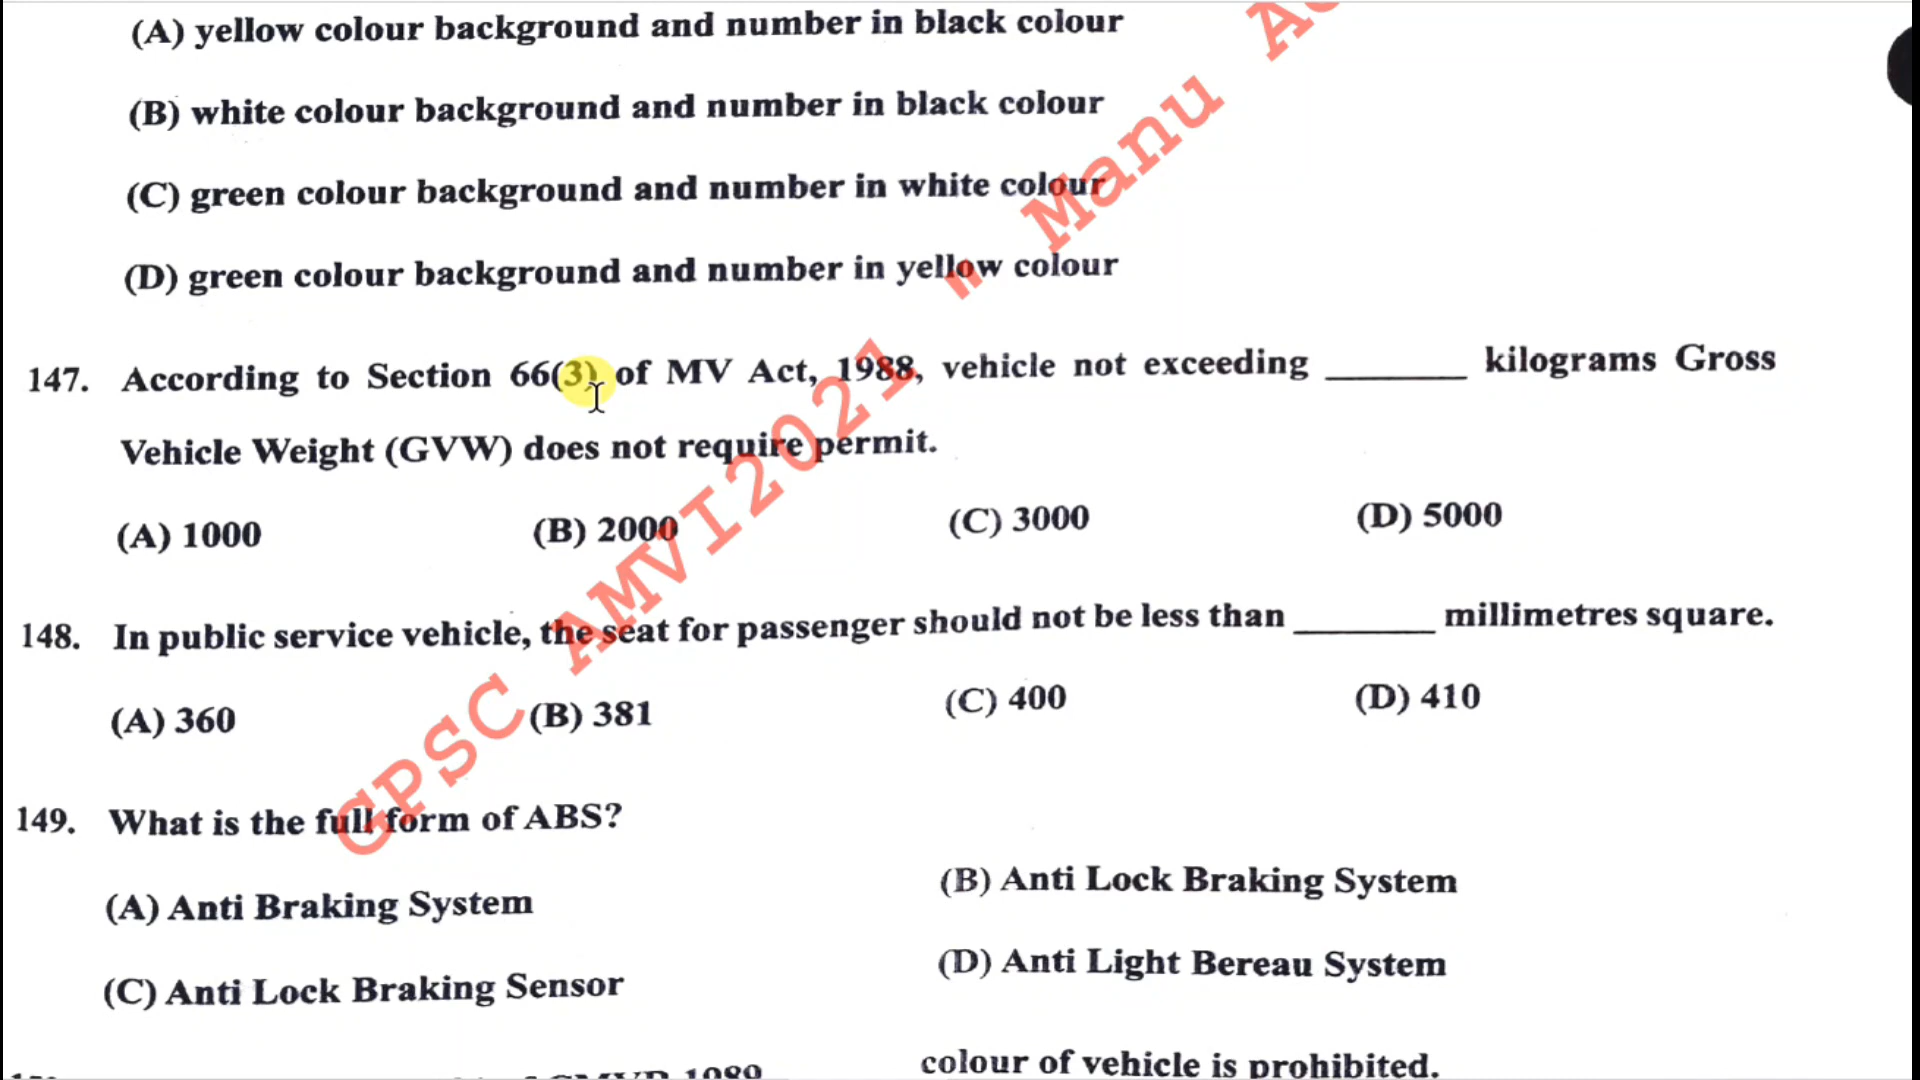 (A) yellow colour background and number in black colour
(B) white colour background and number in black colour
(C) green colour background and number in white colour
(D) green colour background and number in yellow colour
147. According to Section 66(3) of MV Act, 1988, vehicle not exceeding ________ kilograms Gross
Vehicle Weight (GVW) does not require permit.
(A) 1000 (B) 2000 (C) 3000 (D) 5000
148. In public service vehicle, the seat for passenger should not be less than ________ millimetres square.
(A) 360 (B) 381 (C) 400 (D) 410
149. What is the full form of ABS?
(A) Anti Braking System (B) Anti Lock Braking System
(C) Anti Lock Braking Sensor (D) Anti Light Bereau System
1989 colour of vehicle is prohibited.
GPSC AMVI2021 " Manu